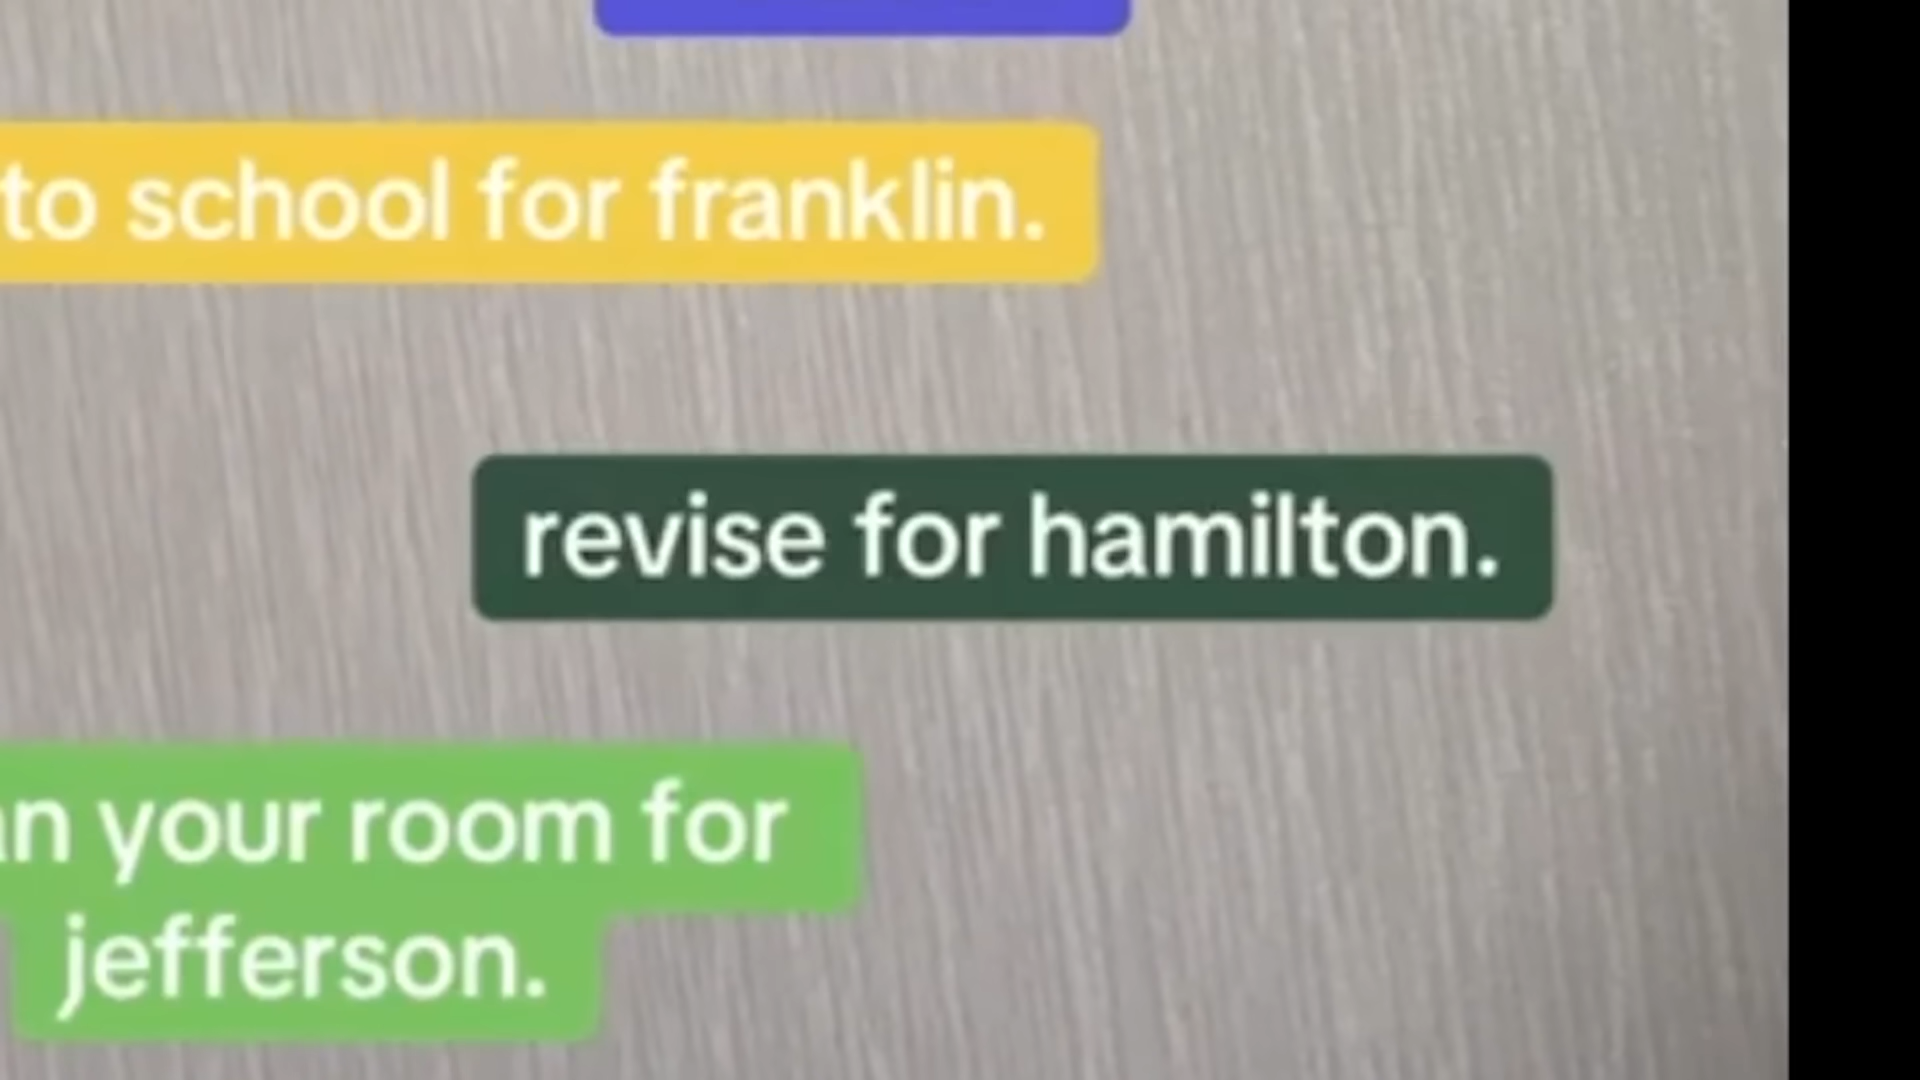 to school for franklin.
revise for hamilton.
your room for
jefferson.